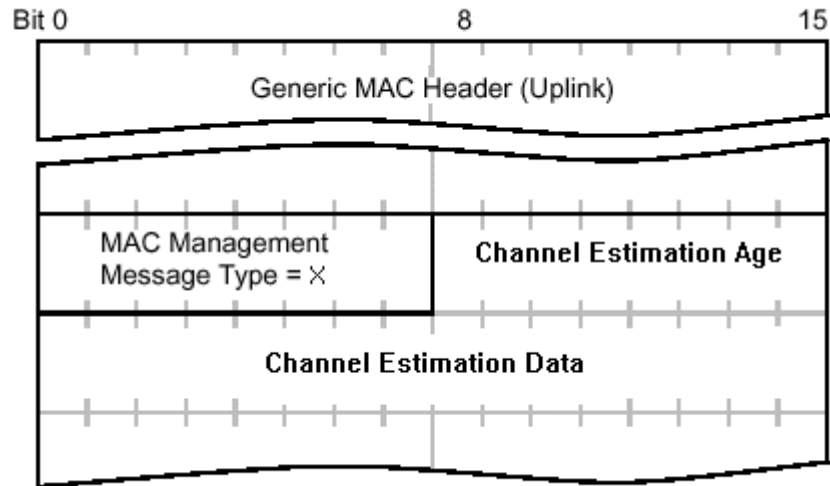 Bit 0 8 15
Generic MAC Header (Uplink)
MAC Management
Message Type = X
Channel Estimation Age
Channel Estimation Data